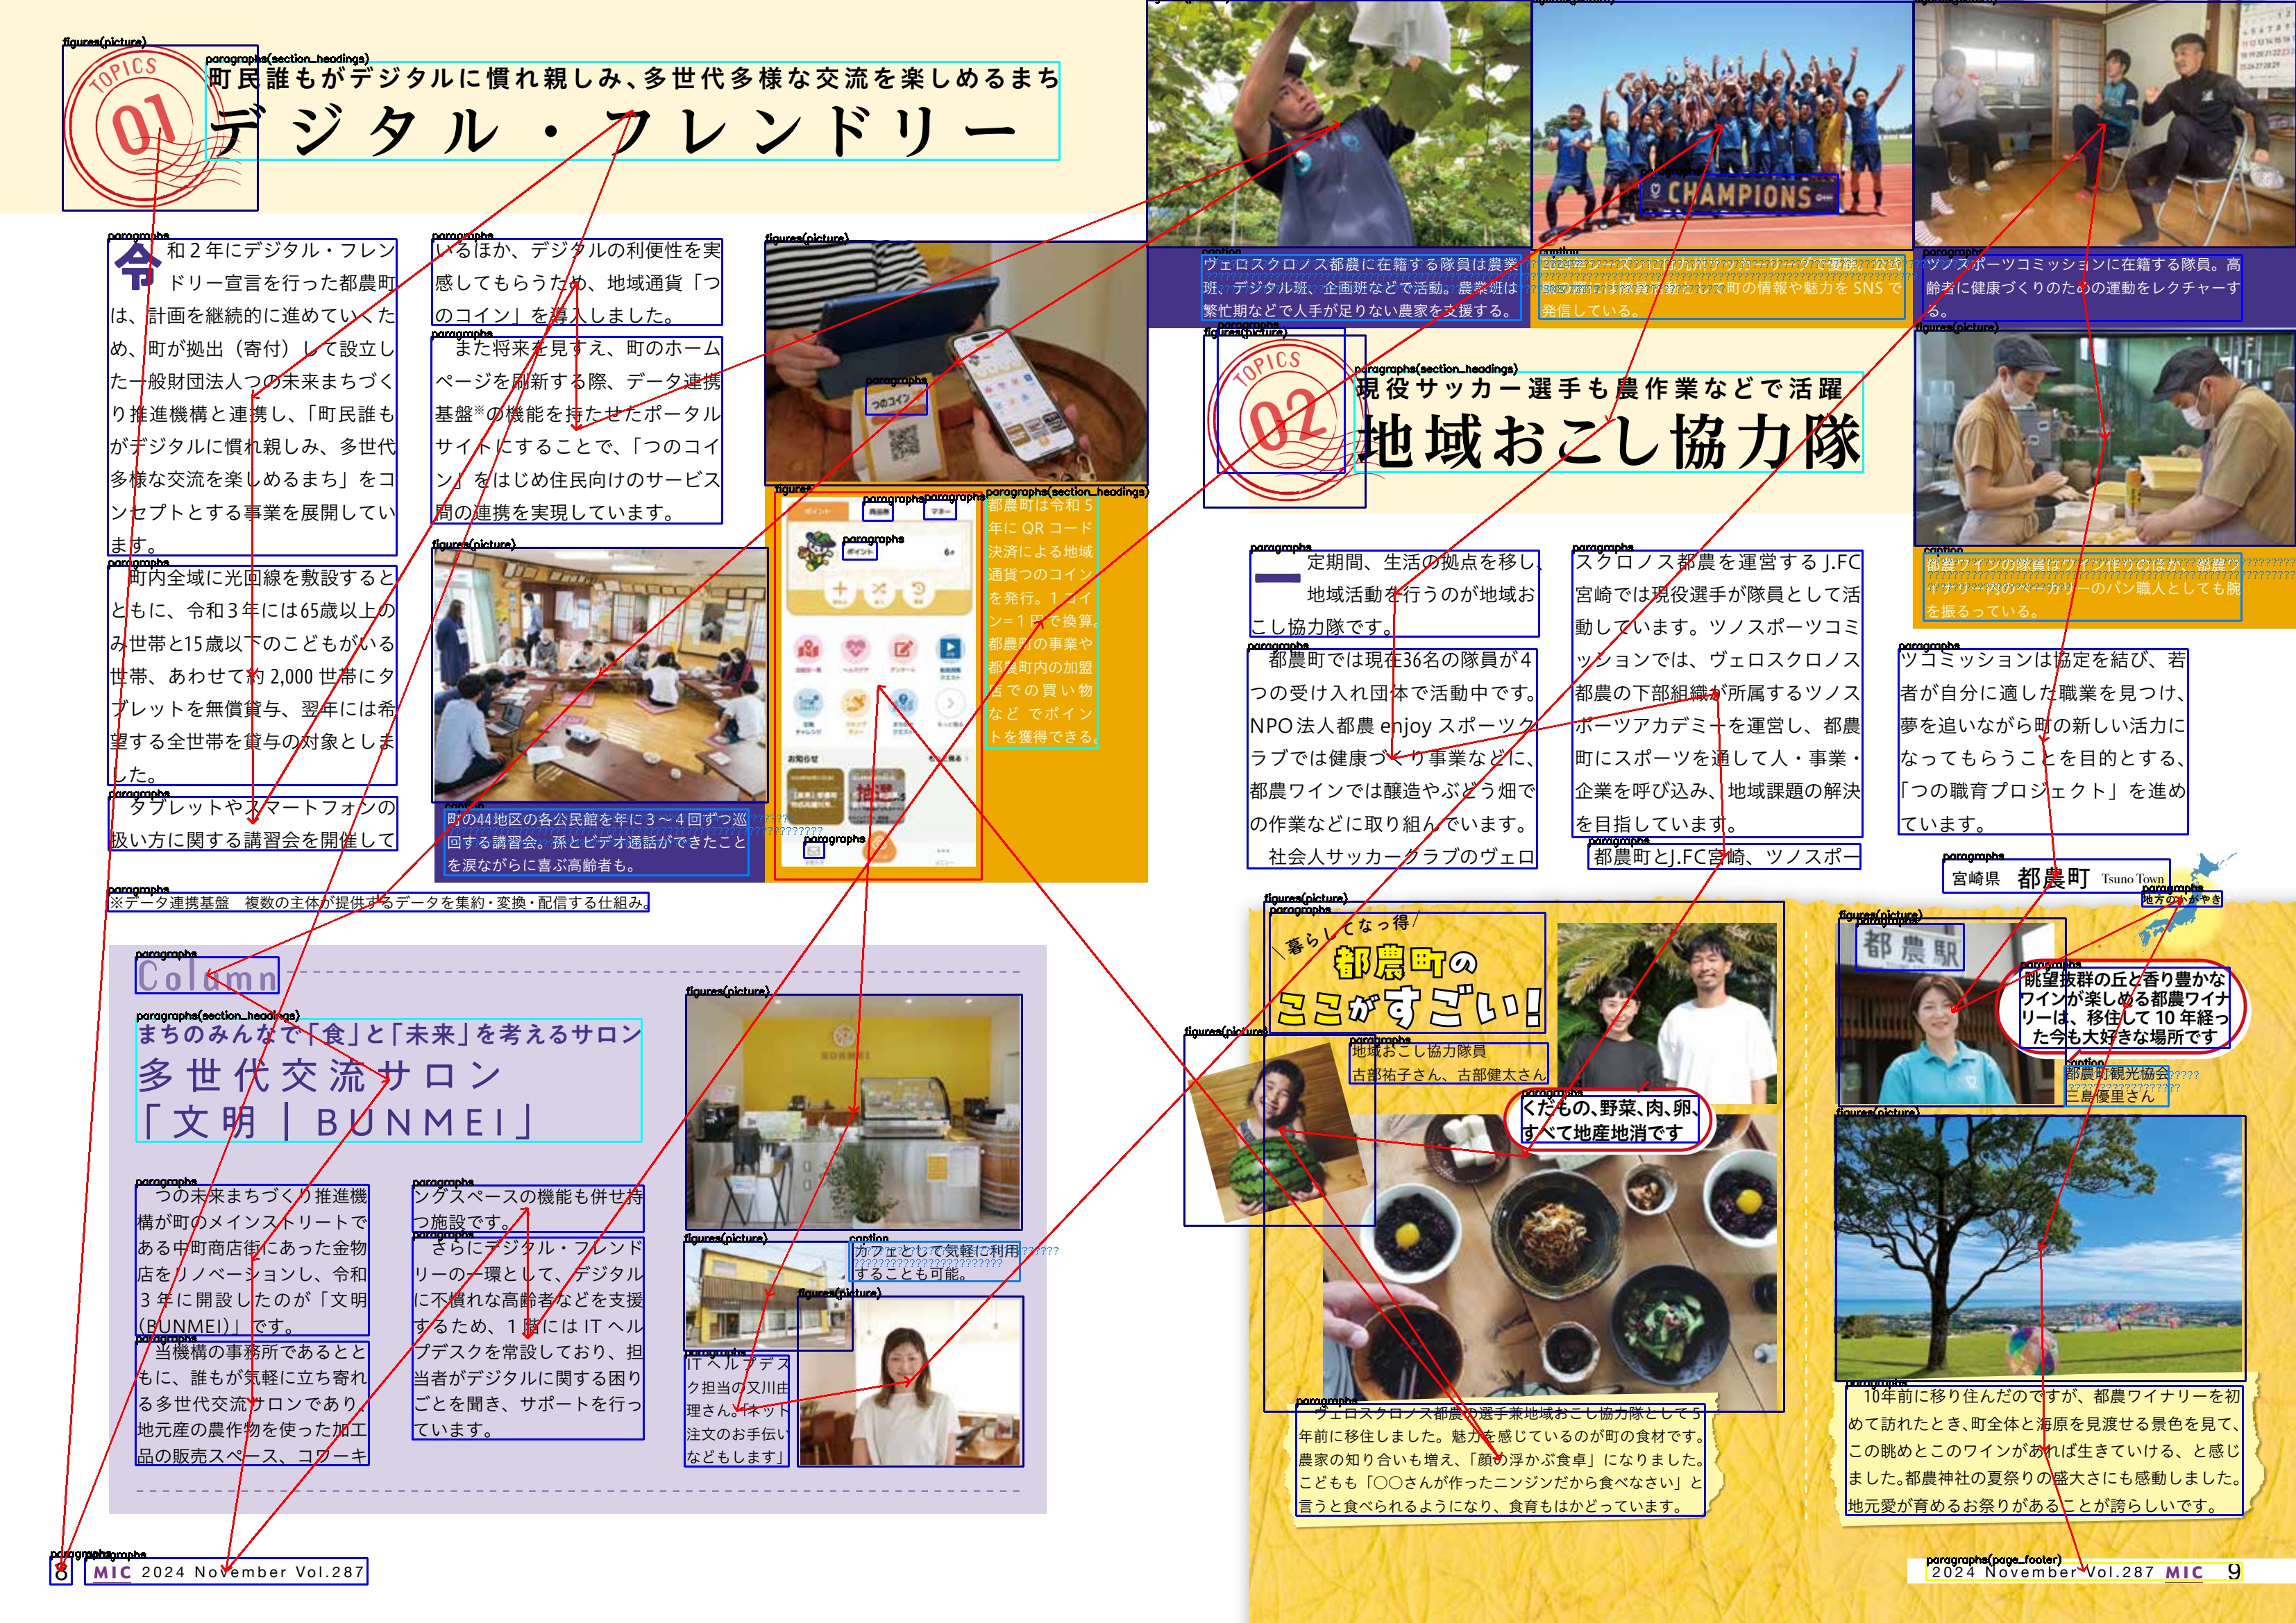 TOPICS
01
町民誰もがデジタルに慣れ親しみ、多世代多様な交流を楽しめるまち
デジタル・フレンドリー
令和２年にデジタル・フレン
ドリー宣言を行った都農町
は、計画を継続的に進めていくた
め、町が拠出（寄付）して設立し
た一般財団法人つの未来まちづく
り推進機構と連携し、「町民誰も
がデジタルに慣れ親しみ、多世代
多様な交流を楽しめるまち」をコ
ンセプトとする事業を展開してい
ます。
町内全域に光回線を敷設すると
ともに、令和３年には65歳以上の
み世帯と15歳以下のこどもがいる
世帯、あわせて約 2,000 世帯にタ
ブレットを無償貸与、翌年には希
望する全世帯を貸与の対象としま
した。
タブレットやスマートフォンの
扱い方に関する講習会を開催して
いるほか、デジタルの利便性を実
感してもらうため、地域通貨「つ
のコイン」を導入しました。
また将来を見すえ、町のホーム
ページを刷新する際、データ連携
基盤※の機能を持たせたポータル
サイトにすることで、「つのコイ
ン」をはじめ住民向けのサービス
間の連携を実現しています。
町の44地区の各公民館を年に３〜４回ずつ巡
回する講習会。孫とビデオ通話ができたこと
を涙ながらに喜ぶ高齢者も。
つのコイン
ポイント
商品券
マネー
ポイント
お知らせ
都農町は令和５
年に QR コード
決済による地域
通貨つのコイン
を発行。１コイ
ン=１円で換算。
都農町の事業や
都農町内の加盟
店での買い物
など でポイン
トを獲得できる。
※データ連携基盤　複数の主体が提供するデータを集約・変換・配信する仕組み。
Column
まちのみんなで「食」と「未来」を考えるサロン
多世代交流サロン
「文明｜BUNMEI」
つの未来まちづくり推進機
構が町のメインストリートで
ある中町商店街にあった金物
店をリノベーションし、令和
３年に開設したのが「文明
（BUNMEI）」です。
当機構の事務所であるとと
もに、誰もが気軽に立ち寄れ
る多世代交流サロンであり、
地元産の農作物を使った加工
品の販売スペース、コワーキ
ングスペースの機能も併せ持
つ施設です。
さらにデジタル・フレンド
リーの一環として、デジタル
に不慣れな高齢者などを支援
するため、１階には IT ヘル
プデスクを常設しており、担
当者がデジタルに関する困り
ごとを聞き、サポートを行っ
ています。
BUNMEI
カフェとして気軽に利用
することも可能。
IT ヘルプデス
ク担当の又川由
理さん。「ネット
注文のお手伝い
などもします」
8
MIC 2024 November Vol.287
CHAMPIONS
ヴェロスクロノス都農に在籍する隊員は農業
班、デジタル班、企画班などで活動。農業班は
繁忙期などで人手が足りない農家を支援する。
町の情報や魅力を SNS で
発信している。
ツノスポーツコミッションに在籍する隊員。高
齢者に健康づくりのための運動をレクチャーす
る。
TOPICS
02
現役サッカー選手も農作業などで活躍
地域おこし協力隊
都農ワインの隊員はワイン作りのほか、都農ワ
イナリー内のベーカリーのパン職人としても腕
を振るっている。
一定期間、生活の拠点を移し、
地域活動を行うのが地域お
こし協力隊です。
都農町では現在36名の隊員が４
つの受け入れ団体で活動中です。
NPO法人都農 enjoy スポーツク
ラブでは健康づくり事業などに、
都農ワインでは醸造やぶどう畑で
の作業などに取り組んでいます。
社会人サッカークラブのヴェロ
スクロノス都農を運営する J.FC
宮崎では現役選手が隊員として活
動しています。ツノスポーツコミ
ッションでは、ヴェロスクロノス
都農の下部組織が所属するツノス
ポーツアカデミーを運営し、都農
町にスポーツを通して人・事業・
企業を呼び込み、地域課題の解決
を目指しています。
都農町とJ.FC宮崎、ツノスポー
ツコミッションは協定を結び、若
者が自分に適した職業を見つけ、
夢を追いながら町の新しい活力に
なってもらうことを目的とする、
「つの職育プロジェクト」を進め
ています。
宮崎県 都農町 Tsuno Town
地方のかがやき
暮らしてなっ得
都農町の
ここがすごい！
地域おこし協力隊員
古部祐子さん、古部健太さん
くだもの、野菜、肉、卵、
すべて地産地消です
ヴェロスクロノス都農の選手兼地域おこし協力隊として５
年前に移住しました。魅力を感じているのが町の食材です。
農家の知り合いも増え、「顔の浮かぶ食卓」になりました。
こどもも「〇〇さんが作ったニンジンだから食べなさい」と
言うと食べられるようになり、食育もはかどっています。
都農駅
眺望抜群の丘と香り豊かな
ワインが楽しめる都農ワイナ
リーは、移住して 10 年経っ
た今も大好きな場所です
都農町観光協会
三島優里さん
10年前に移り住んだのですが、都農ワイナリーを初
めて訪れたとき、町全体と海原を見渡せる景色を見て、
この眺めとこのワインがあれば生きていける、と感じ
ました。都農神社の夏祭りの盛大さにも感動しました。
地元愛が育めるお祭りがあることが誇らしいです。
2024 November Vol.287 MIC 9